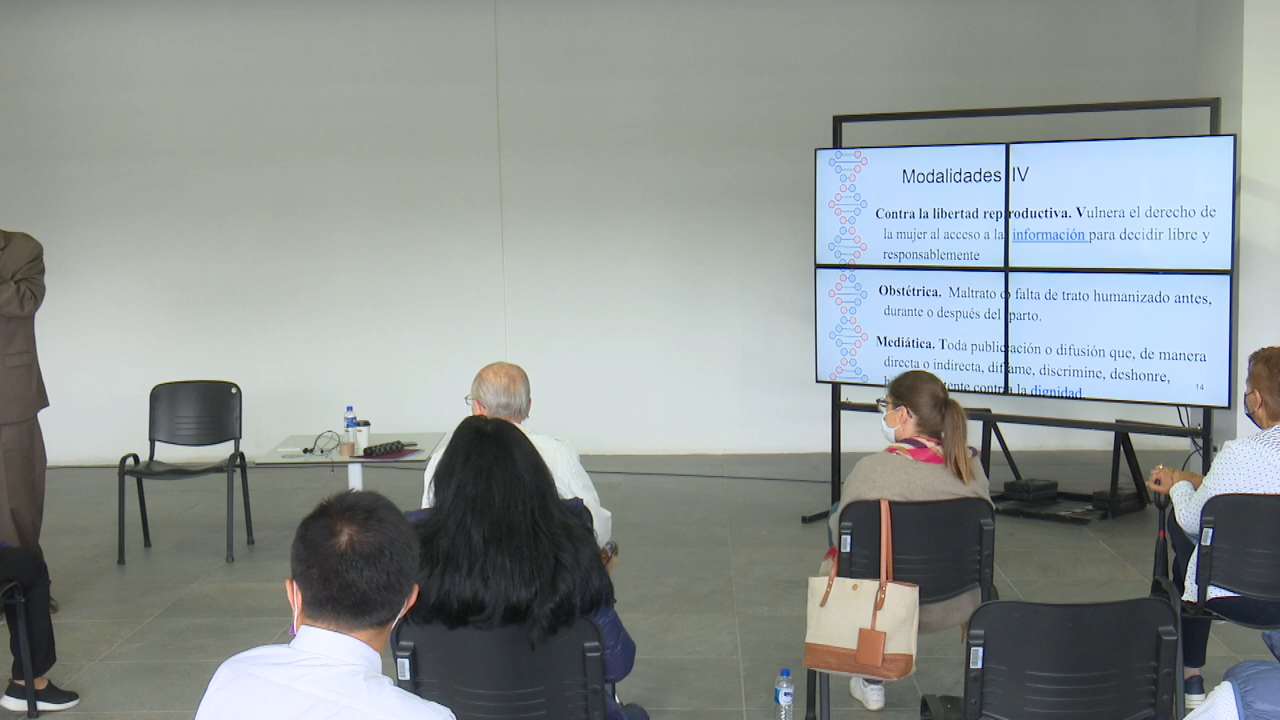 Modalidades IV
Contra la libertad reproductiva. Vulnera el derecho de
la mujer al acceso a la información para decidir libre y
responsablemente
Obstétrica. Maltrato o falta de trato humanizado antes,
durante o después del parto.
Mediática. Toda publicación o difusión que, de manera
directa o indirecta, difame, discrimine, deshonre,
contra la dignidad.
14